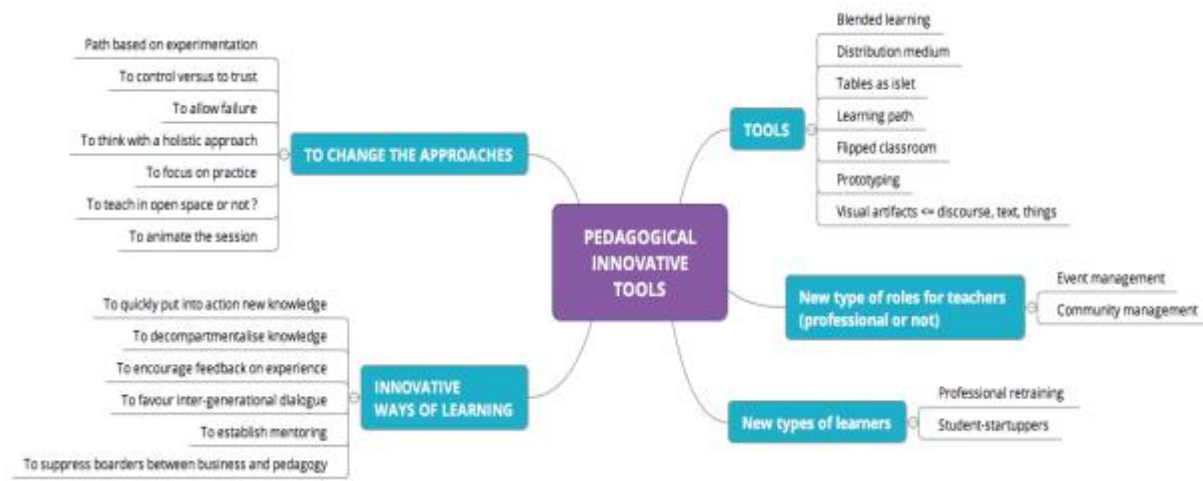 PEDAGOGICAL
INNOVATIVE
TOOLS
TO CHANGE THE APPROACHES
Path based on experimentation
To control versus to trust
To allow failure
To think with a holistic approach
To focus on practice
To teach in open space or not ?
To animate the session
INNOVATIVE
WAYS OF LEARNING
To quickly put into action new knowledge
To decompartmentalise knowledge
To encourage feedback on experience
To favour inter-generational dialogue
To establish mentoring
To suppress boarders between business and pedagogy
TOOLS
Blended learning
Distribution medium
Tables as islet
Learning path
Flipped classroom
Prototyping
Visual artifacts <= discourse, text, things
New type of roles for teachers
(professional or not)
Event management
Community management
New types of learners
Professional retraining
Student-startuppers